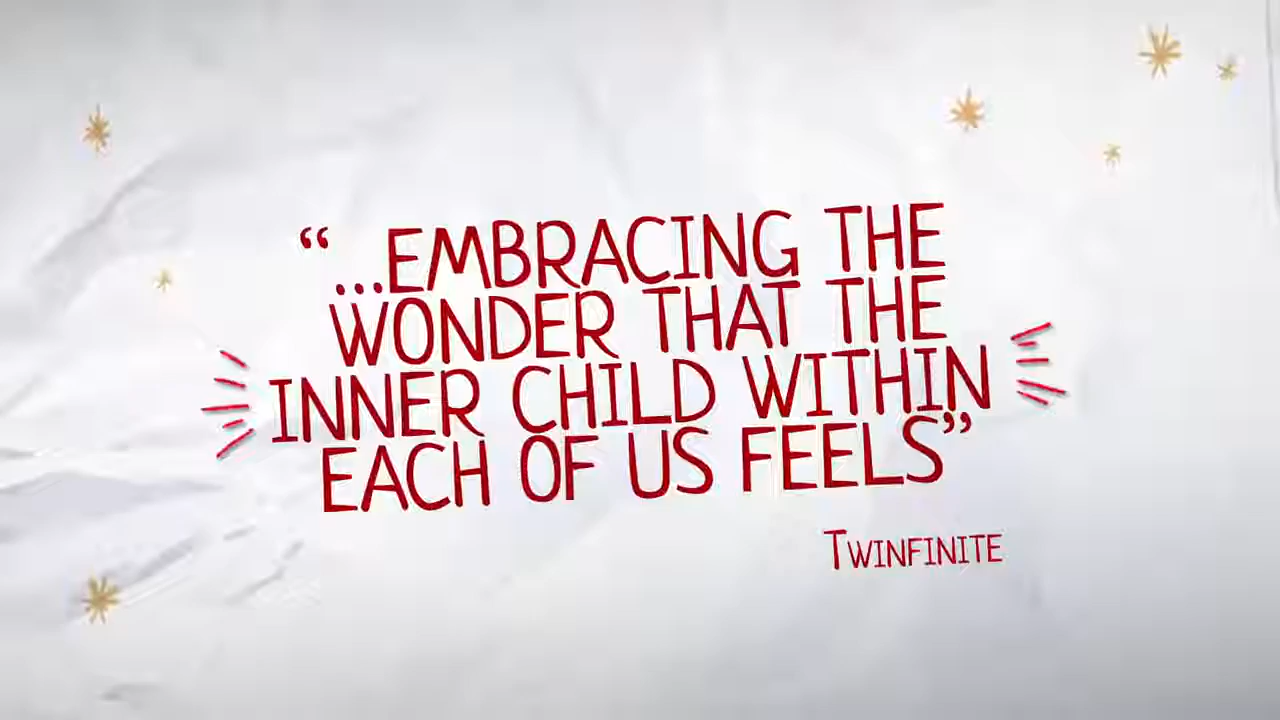 “...EMBRACING THE
WONDER THAT THE
INNER CHILD WITHIN
EACH OF US FEELS”
TWINFINITE